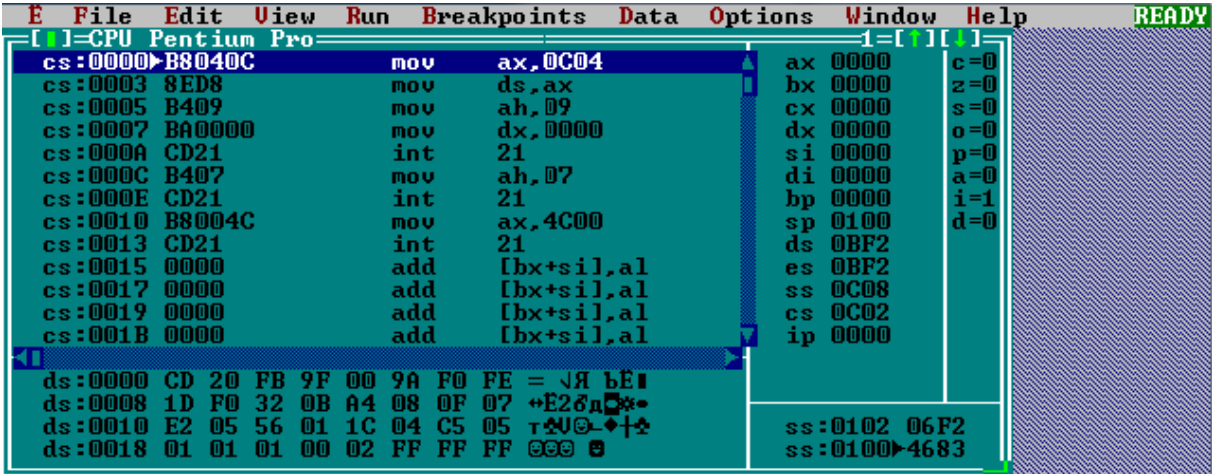 Ë File Edit View Run Breakpoints Data Options Window Help READY
[▮]=CPU Pentium Pro 1=[↑][↓]
cs:0000►B8040C mov ax,0C04 ax 0000 c=0
cs:0003 8ED8 mov ds,ax bx 0000 z=0
cs:0005 B409 mov ah,09 cx 0000 s=0
cs:0007 BA0000 mov dx,0000 dx 0000 o=0
cs:000A CD21 int 21 si 0000 p=0
cs:000C B407 mov ah,07 di 0000 a=0
cs:000E CD21 int 21 bp 0000 i=1
cs:0010 B8004C mov ax,4C00 sp 0100 d=0
cs:0013 CD21 int 21 ds 0BF2
cs:0015 0000 add [bx+si],al es 0BF2
cs:0017 0000 add [bx+si],al ss 0C08
cs:0019 0000 add [bx+si],al cs 0C02
cs:001B 0000 add [bx+si],al ip 0000
ds:0000 CD 20 FB 9F 00 9A F0 FE = √Я ЪЁ■
ds:0008 1D F0 32 0B A4 08 0F 07 ↔Ё2♂д◘☼•
ds:0010 E2 05 56 01 1C 04 C5 05 т♣V☺∟♦┼♣ ss:0102 06F2
ds:0018 01 01 01 00 02 FF FF FF ☺☺☺ ☻ ss:0100►4683